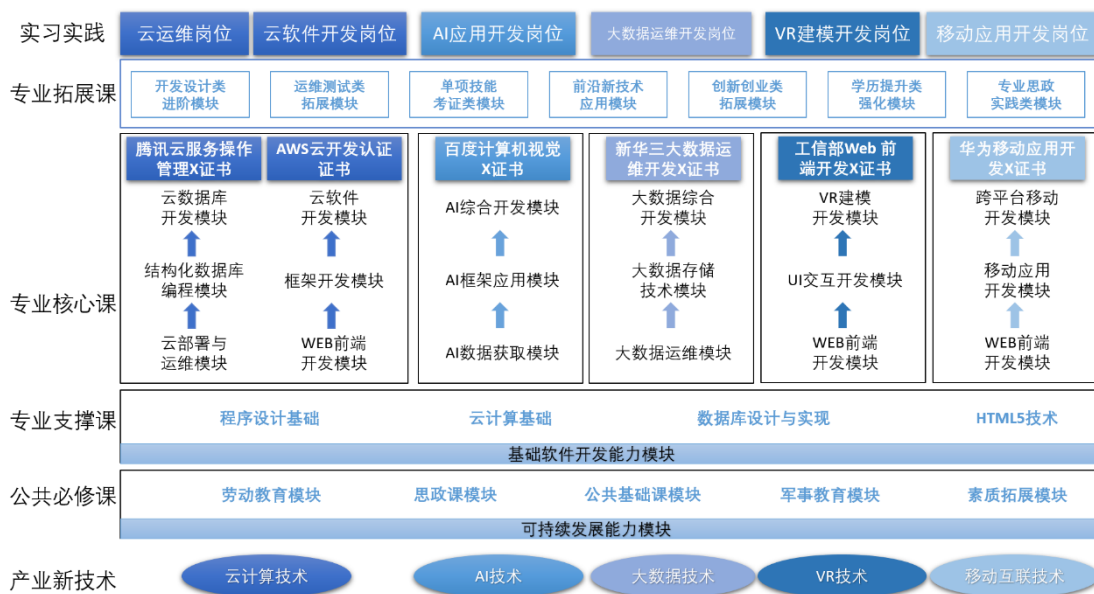 实习实践
云运维岗位
云软件开发岗位
AI应用开发岗位
大数据运维开发岗位
VR建模开发岗位
移动应用开发岗位
专业拓展课
开发设计类
进阶模块
运维测试类
拓展模块
单项技能
考证类模块
前沿新技术
应用模块
创新创业类
拓展模块
学历提升类
强化模块
专业思政
实践类模块
专业核心课
腾讯云服务操作
管理X证书
云数据库
开发模块
结构化数据库
编程模块
云部署与
运维模块
AWS云开发认证
证书
云软件
开发模块
框架开发模块
WEB前端
开发模块
百度计算机视觉
X证书
AI综合开发模块
AI框架应用模块
AI数据获取模块
新华三大数据运
维开发X证书
大数据综合
开发模块
大数据存储
技术模块
大数据运维模块
工信部Web 前
端开发X证书
VR建模
开发模块
UI交互开发模块
WEB前端
开发模块
华为移动应用开
发X证书
跨平台移动
开发模块
移动应用
开发模块
WEB前端
开发模块
专业支撑课
程序设计基础
云计算基础
数据库设计与实现
HTML5技术
基础软件开发能力模块
公共必修课
劳动教育模块
思政课模块
公共基础课模块
军事教育模块
素质拓展模块
可持续发展能力模块
产业新技术
云计算技术
AI技术
大数据技术
VR技术
移动互联技术